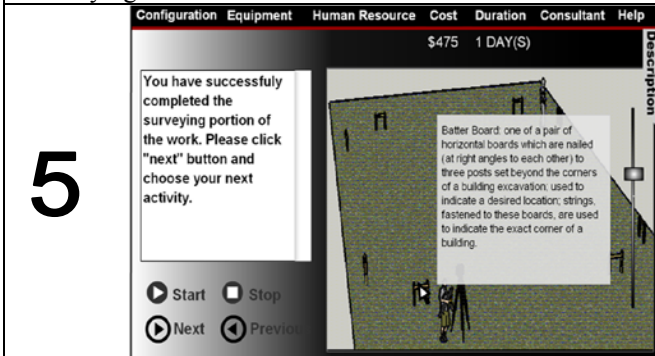 Configuration Equipment Human Resource Cost Duration Consultant Help
$475 1 DAY(S)
Description
You have successfuly
completed the
surveying portion of
the work. Please click
"next" button and
choose your next
activity.
Batter Board: one of a pair of
horizontal boards which are nailed
(at right angles to each other) to
three posts set beyond the corners
of a building excavation; used to
indicate a desired location; strings,
fastened to these boards, are used
to indicate the exact corner of a
building.
5
Start Stop
Next Previou